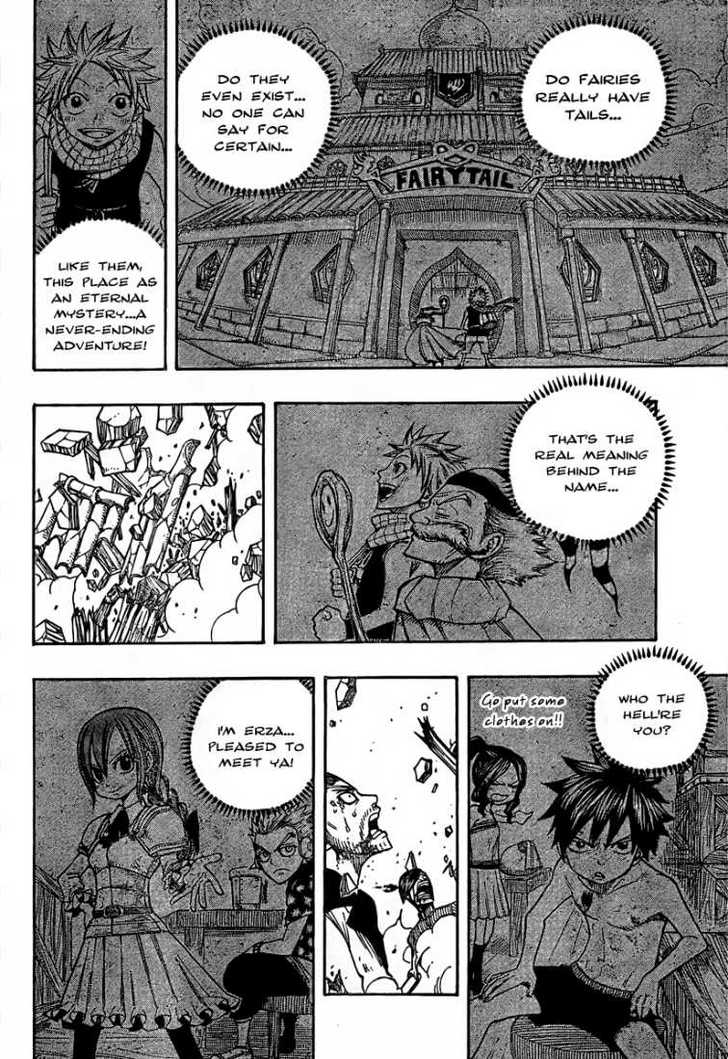 DO FAIRIES
REALLY HAVE
TAILS...
DO THEY
EVEN EXIST...
NO ONE CAN
SAY FOR
CERTAIN...
FAIRYTAIL
LIKE THEM,
THIS PLACE AS
AN ETERNAL
MYSTERY...A
NEVER-ENDING
ADVENTURE!
THAT'S THE
REAL MEANING
BEHIND THE
NAME...
WHO THE
HELL'RE
YOU?
Go put some
clothes on!!
I'M ERZA...
PLEASED TO
MEET YA!